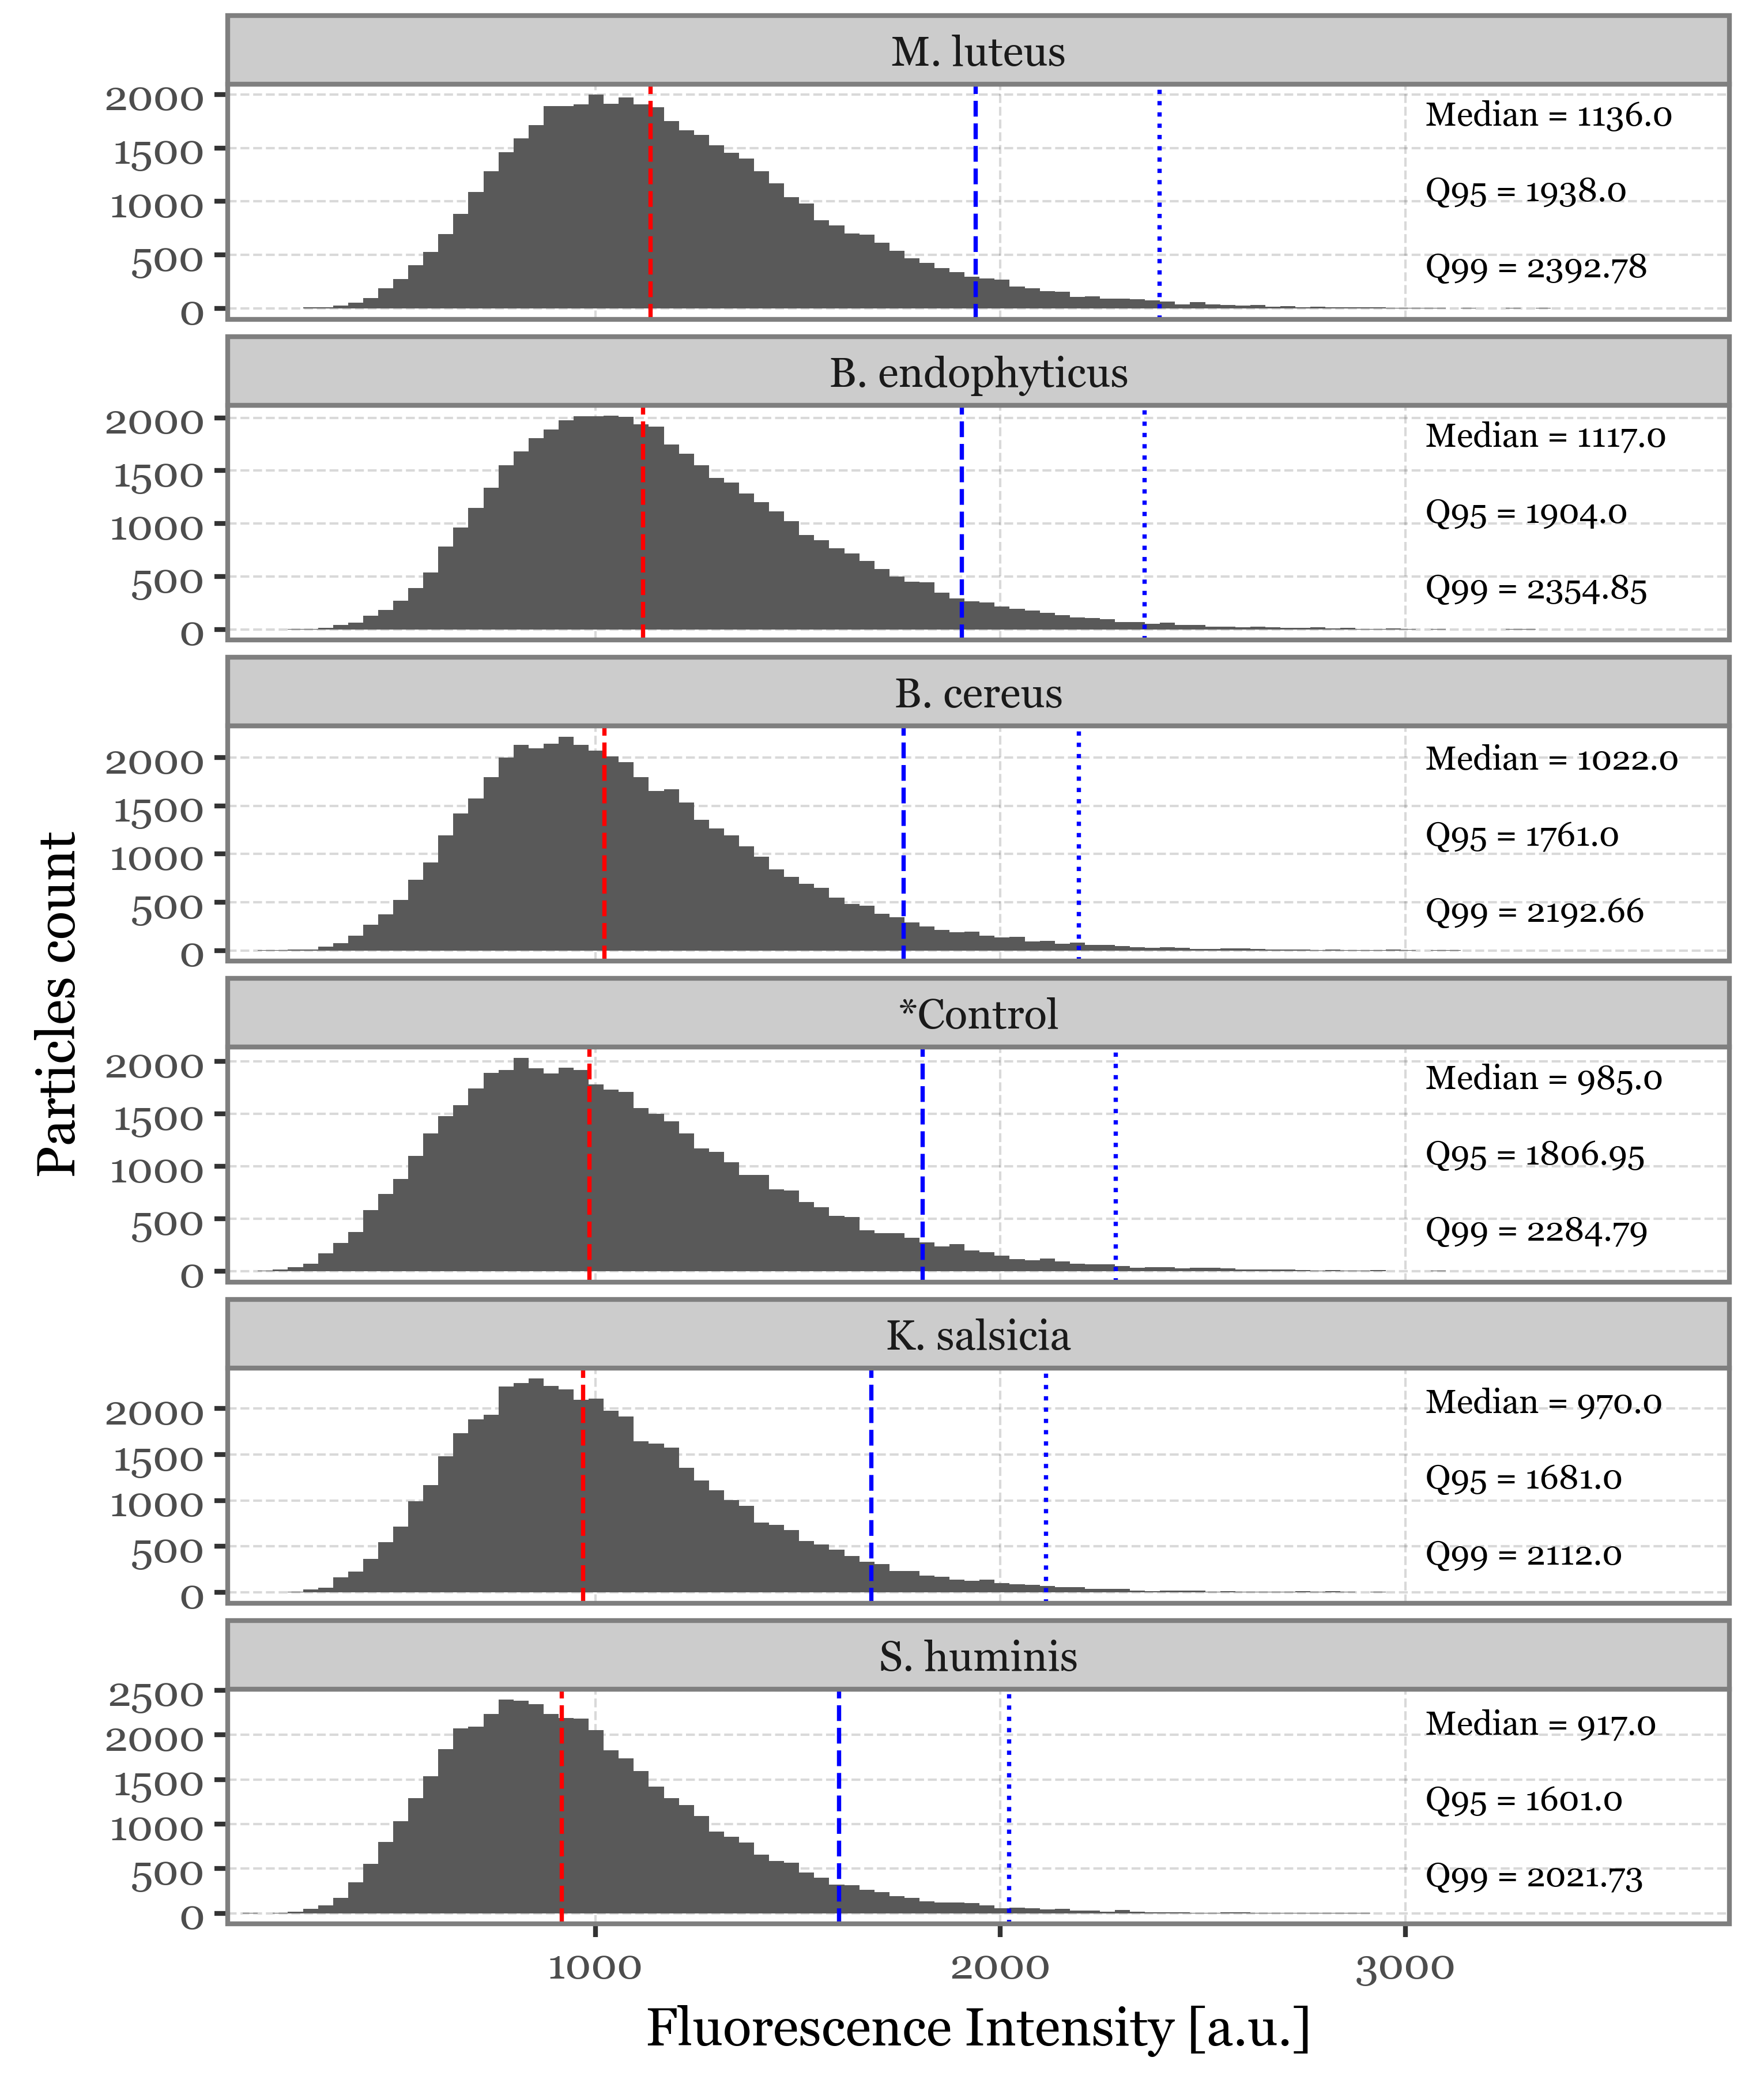 M. luteus
2000
1500
1000
500
0
Median = 1136.0
Q95 = 1938.0
Q99 = 2392.78
B. endophyticus
2000
1500
1000
500
0
Median = 1117.0
Q95 = 1904.0
Q99 = 2354.85
B. cereus
2000
1500
1000
500
0
Median = 1022.0
Q95 = 1761.0
Q99 = 2192.66
Particles count
*Control
2000
1500
1000
500
0
Median = 985.0
Q95 = 1806.95
Q99 = 2284.79
K. salsicia
2000
1500
1000
500
0
Median = 970.0
Q95 = 1681.0
Q99 = 2112.0
S. huminis
2500
2000
1500
1000
500
0
Median = 917.0
Q95 = 1601.0
Q99 = 2021.73
1000 2000 3000
Fluorescence Intensity [a.u.]